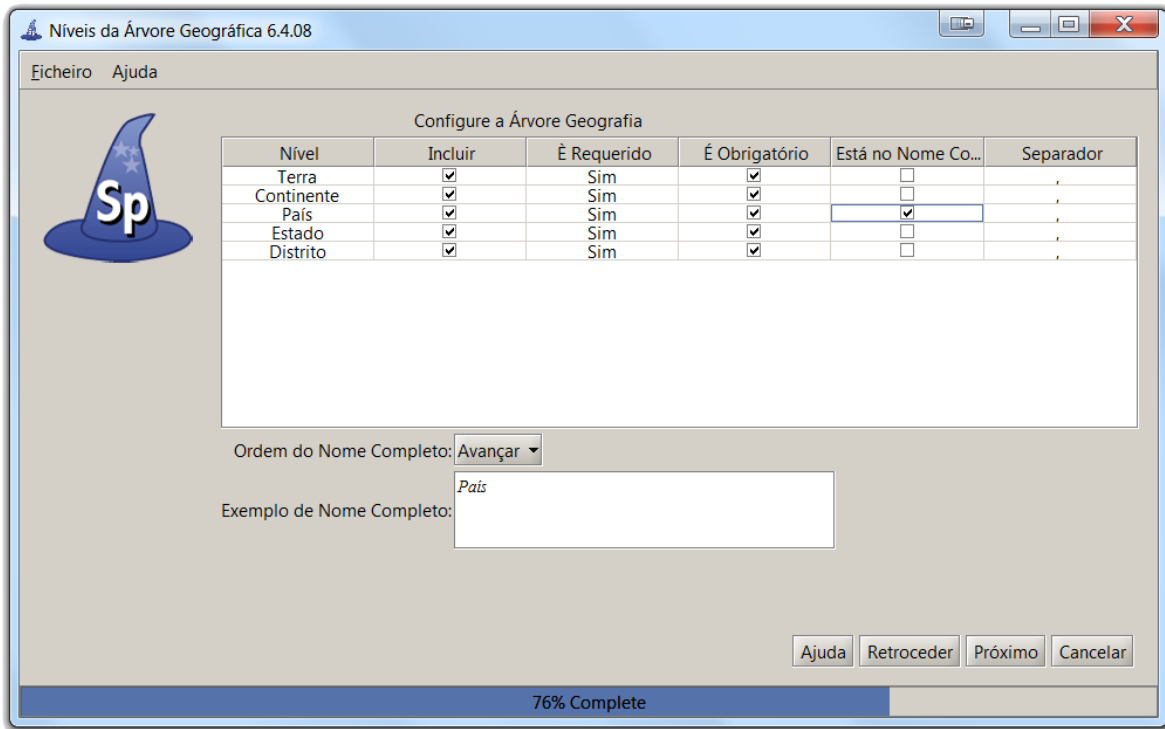 Níveis da Árvore Geográfica 6.4.08
Ficheiro Ajuda
Sp
Configure a Árvore Geografia
Nível Incluir È Requerido É Obrigatório Está no Nome Co... Separador
Terra Sim ,
Continente Sim ,
País Sim ,
Estado Sim ,
Distrito Sim ,
Ordem do Nome Completo: Avançar
Exemplo de Nome Completo: País
Ajuda Retroceder Próximo Cancelar
76% Complete